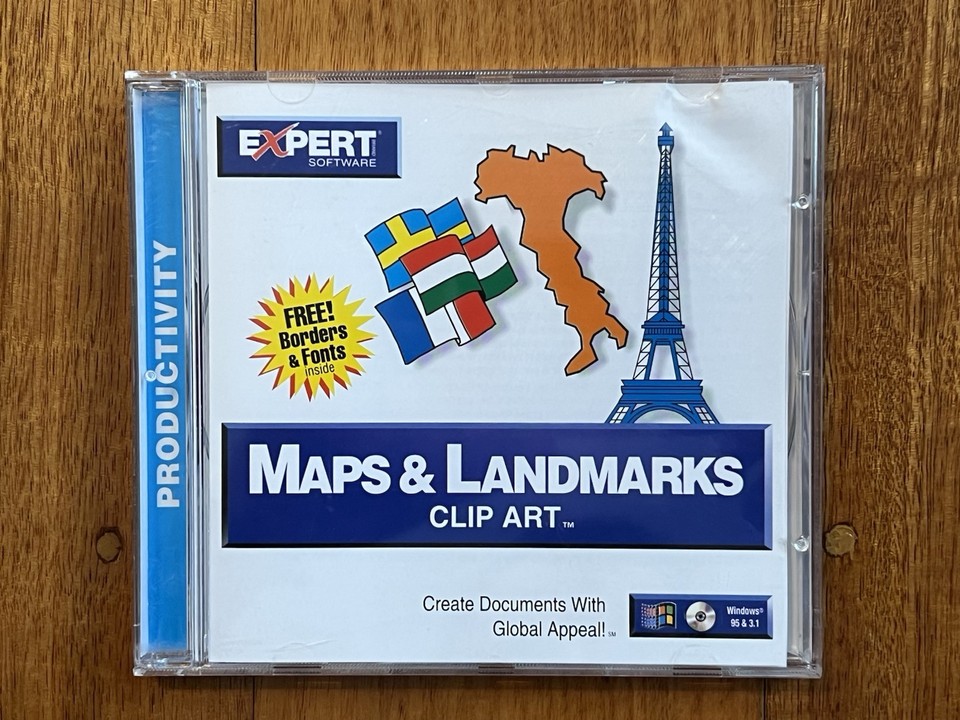 PRODUCTIVITY
EXPERT®
SOFTWARE
FREE!
Borders
& Fonts
inside
MAPS & LANDMARKS
CLIP ART™
Create Documents With
Global Appeal!℠
Windows®
95 & 3.1